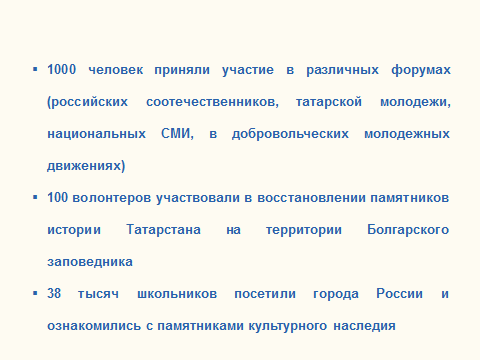 ▪ 1000 человек приняли участие в различных форумах
(российских соотечественников, татарской молодежи,
национальных СМИ, в добровольческих молодежных
движениях)
▪ 100 волонтеров участвовали в восстановлении памятников
истории Татарстана на территории Болгарского
заповедника
▪ 38 тысяч школьников посетили города России и
ознакомились с памятниками культурного наследия